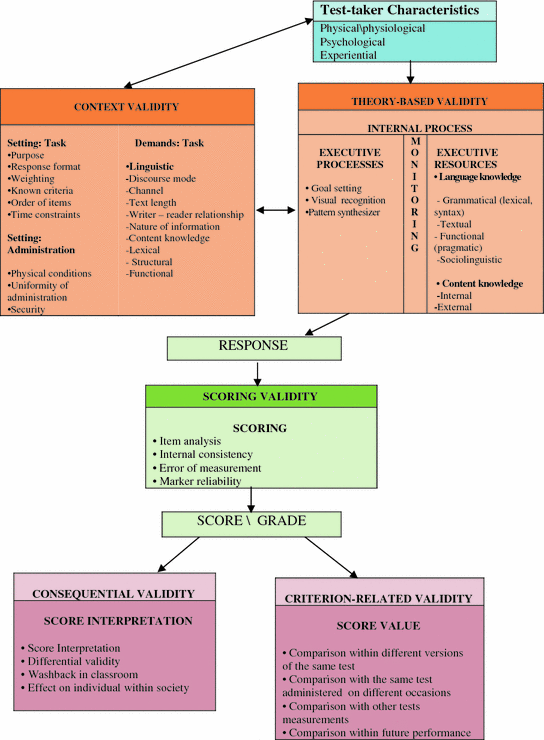 Test-taker Characteristics
Physical\physiological
Psychological
Experiential
CONTEXT VALIDITY
Setting: Task
•Purpose
•Response format
•Weighting
•Known criteria
•Order of items
•Time constraints
Setting:
Administration
•Physical conditions
•Uniformity of
administration
•Security
Demands: Task
•Linguistic
-Discourse mode
-Channel
-Text length
-Writer – reader relationship
-Nature of information
-Content knowledge
-Lexical
- Structural
-Functional
THEORY-BASED VALIDITY
INTERNAL PROCESS
EXECUTIVE
PROCEESSES
• Goal setting
• Visual recognition
• Pattern synthesizer
M
O
N
I
T
O
R
I
N
G
EXECUTIVE
RESOURCES
• Language knowledge
- Grammatical (lexical,
syntax)
-Textual
- Functional
(pragmatic)
-Sociolinguistic
• Content knowledge
-Internal
-External
RESPONSE
SCORING VALIDITY
SCORING
• Item analysis
• Internal consistency
• Error of measurement
• Marker reliability
SCORE \ GRADE
CONSEQUENTIAL VALIDITY
SCORE INTERPRETATION
• Score Interpretation
• Differential validity
• Washback in classroom
• Effect on individual within society
CRITERION-RELATED VALIDITY
SCORE VALUE
• Comparison within different versions
of the same test
• Comparison with the same test
administered on different occasions
• Comparison with other tests
measurements
• Comparison within future performance